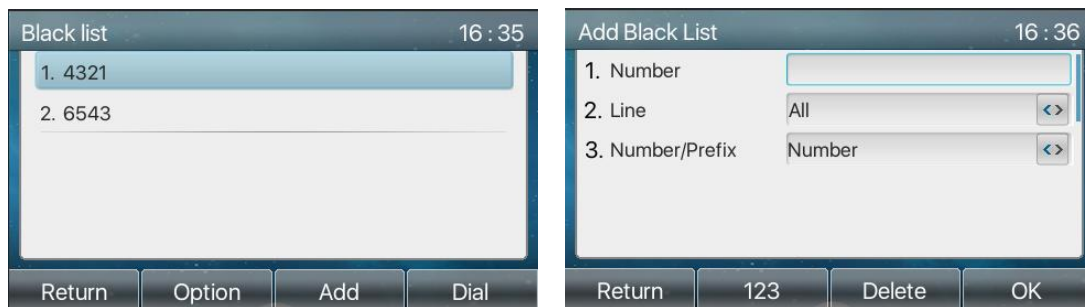 Black list 16 : 35
1. 4321
2. 6543
Return Option Add Dial
Add Black List 16 : 36
1. Number
2. Line All <>
3. Number/Prefix Number <>
Return 123 Delete OK